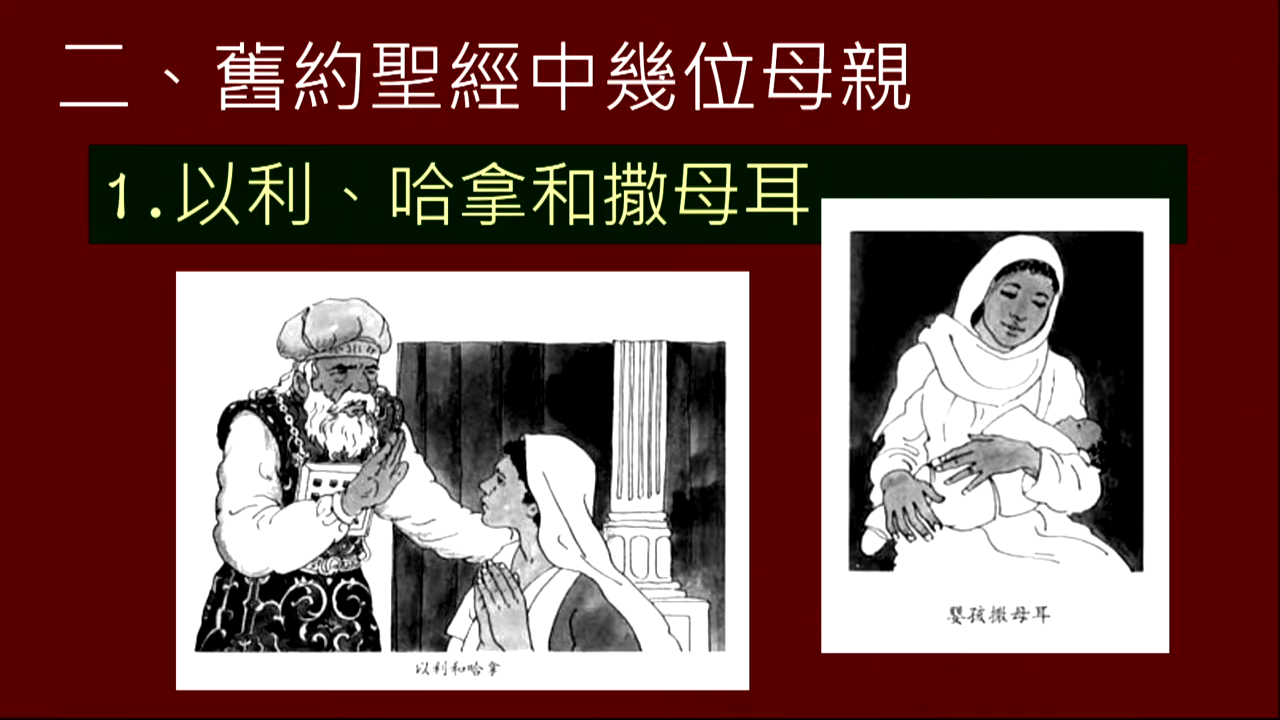 二、舊約聖經中幾位母親
1.以利、哈拿和撒母耳
以利和哈拿
嬰孩撒母耳